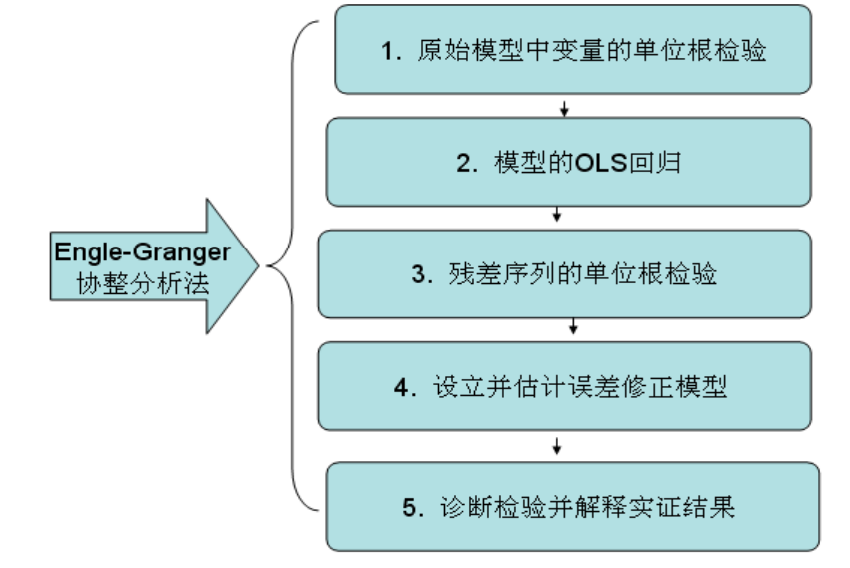 Engle-Granger
协整分析法
1. 原始模型中变量的单位根检验
2. 模型的OLS回归
3. 残差序列的单位根检验
4. 设立并估计误差修正模型
5. 诊断检验并解释实证结果